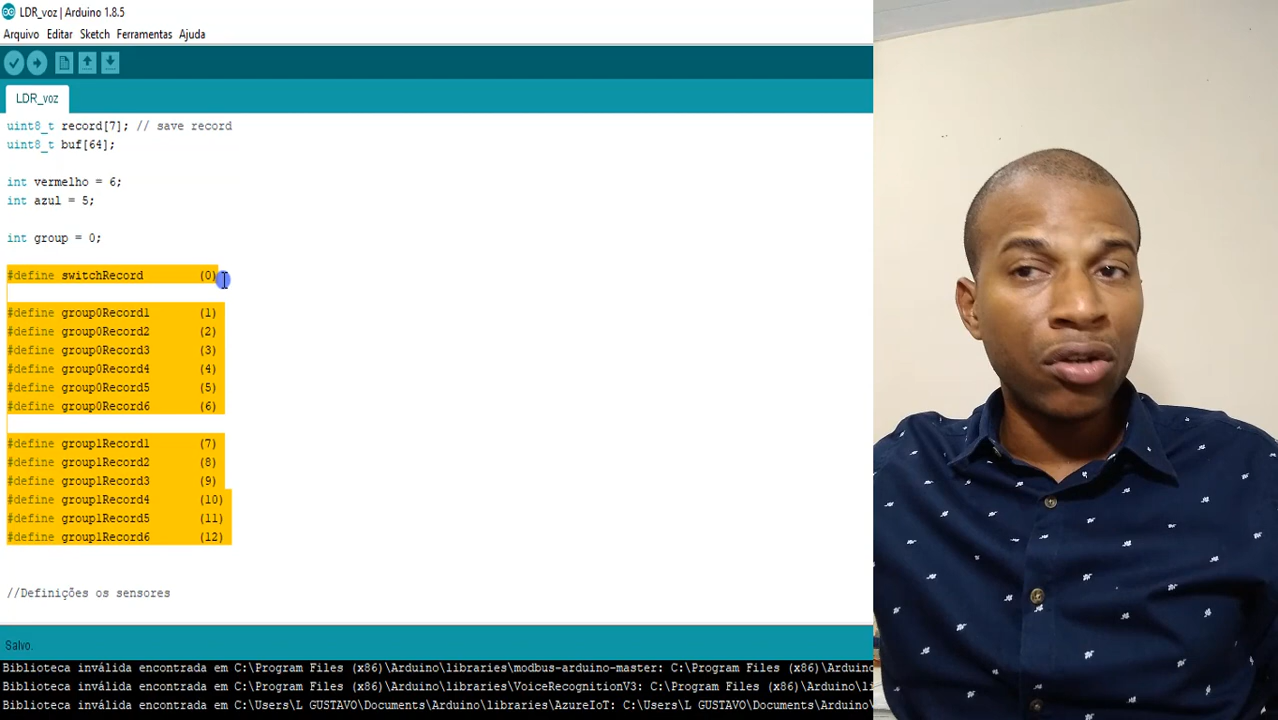 LDR_voz | Arduino 1.8.5
Arquivo Editar Sketch Ferramentas Ajuda
LDR_voz
uint8_t record[7]; // save record
uint8_t buf[64];
int vermelho = 6;
int azul = 5;
int group = 0;
#define switchRecord (0)
#define group0Record1 (1)
#define group0Record2 (2)
#define group0Record3 (3)
#define group0Record4 (4)
#define group0Record5 (5)
#define group0Record6 (6)
#define group1Record1 (7)
#define group1Record2 (8)
#define group1Record3 (9)
#define group1Record4 (10)
#define group1Record5 (11)
#define group1Record6 (12)
//Definições os sensores
Salvo.
Biblioteca inválida encontrada em C:\Program Files (x86)\Arduino\libraries\modbus-arduino-master: C:\Program Files (x86)\Arduino
Biblioteca inválida encontrada em C:\Program Files (x86)\Arduino\libraries\VoiceRecognitionV3: C:\Program Files (x86)\Arduino\li
Biblioteca inválida encontrada em C:\Users\L GUSTAVO\Documents\Arduino\libraries\AzureIoT: C:\Users\L GUSTAVO\Documents\Arduino\